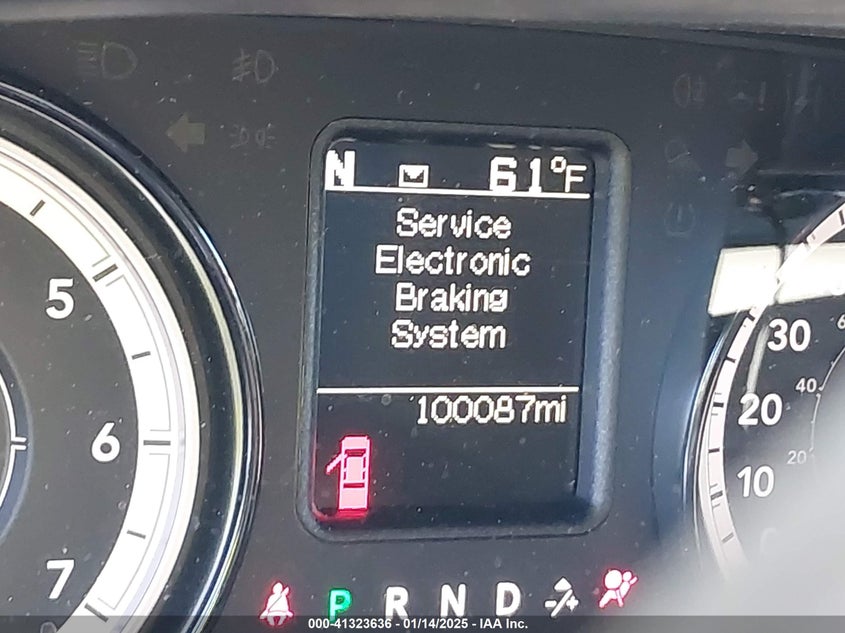 N 61°F
Service
Electronic
Braking
System
100087mi
5
6
7
30
20
10
40
20
P R N D -/+
000-41323636 - 01/14/2025 - IAA Inc.